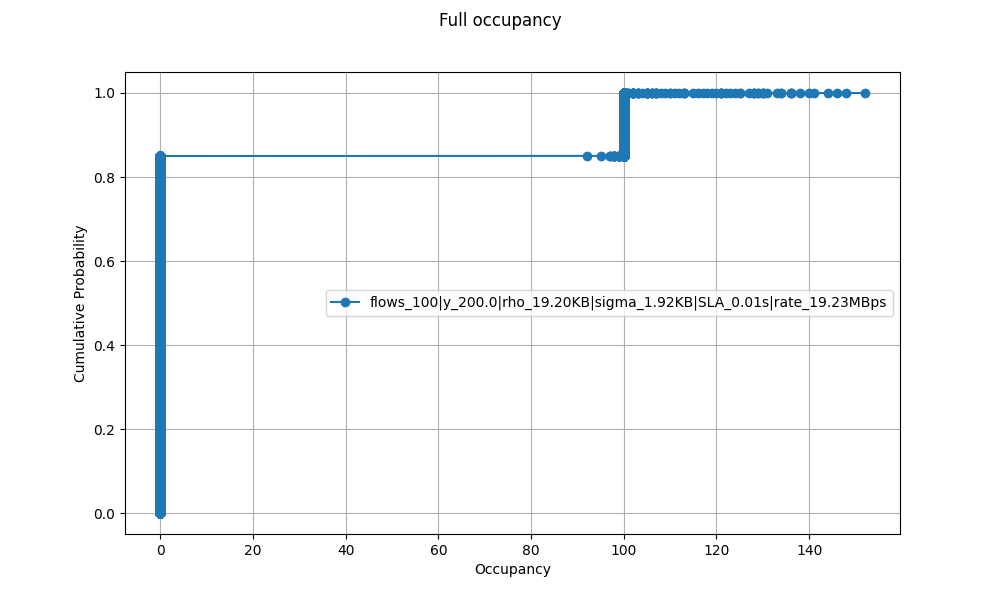 Full occupancy
1.0
0.8
0.6
0.4
0.2
0.0
Cumulative Probability
flows_100|y_200.0|rho_19.20KB|sigma_1.92KB|SLA_0.01s|rate_19.23MBps
0 20 40 60 80 100 120 140
Occupancy